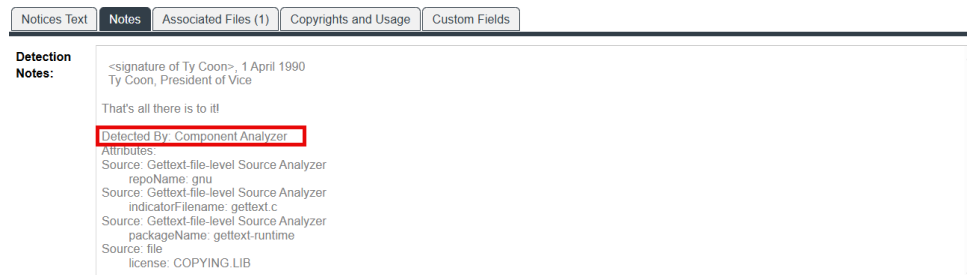 Notices Text Notes Associated Files (1) Copyrights and Usage Custom Fields
Detection Notes:
<signature of Ty Coon>, 1 April 1990
Ty Coon, President of Vice
That's all there is to it!
Detected By: Component Analyzer
Attributes:
Source: Gettext-file-level Source Analyzer
repoName: gnu
Source: Gettext-file-level Source Analyzer
indicatorFilename: gettext.c
Source: Gettext-file-level Source Analyzer
packageName: gettext-runtime
Source: file
license: COPYING.LIB